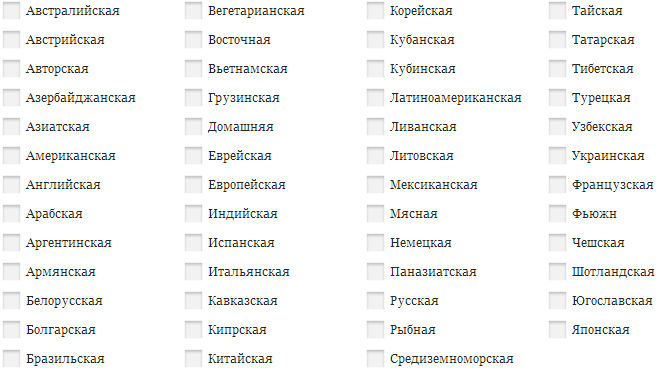 Австралийская
Австрийская
Авторская
Азербайджанская
Азиатская
Американская
Английская
Арабская
Аргентинская
Армянская
Белорусская
Болгарская
Бразильская
Вегетарианская
Восточная
Вьетнамская
Грузинская
Домашняя
Еврейская
Европейская
Индийская
Испанская
Итальянская
Кавказская
Кипрская
Китайская
Корейская
Кубанская
Кубинская
Латиноамериканская
Ливанская
Литовская
Мексиканская
Мясная
Немецкая
Паназиатская
Русская
Рыбная
Средиземноморская
Тайская
Татарская
Тибетская
Турецкая
Узбекская
Украинская
Французская
Фьюжн
Чешская
Шотландская
Югославская
Японская